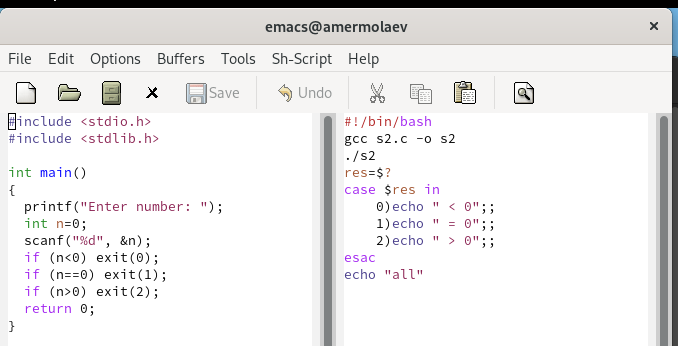 emacs@amermolaev
File Edit Options Buffers Tools Sh-Script Help
Save Undo
#include <stdio.h>
#include <stdlib.h>

int main()
{
  printf("Enter number: ");
  int n=0;
  scanf("%d", &n);
  if (n<0) exit(0);
  if (n==0) exit(1);
  if (n>0) exit(2);
  return 0;
}
#!/bin/bash
gcc s2.c -o s2
./s2
res=$?
case $res in
    0)echo " < 0";;
    1)echo " = 0";;
    2)echo " > 0";;
esac
echo "all"